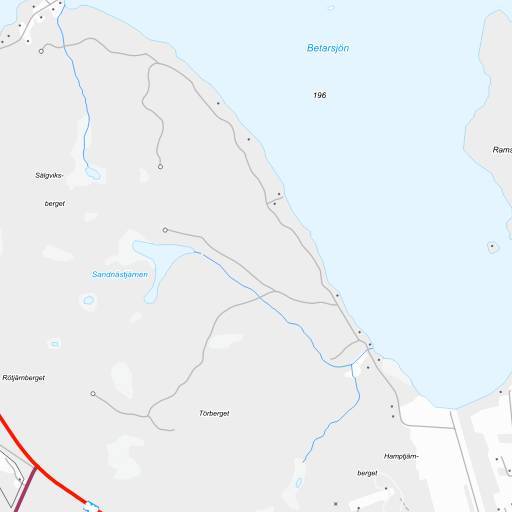 Betarsjön
196
Rams
Sälgviks-
berget
Sandnästjärnen
Rötjärnberget
Törberget
Hamptjärn-
berget